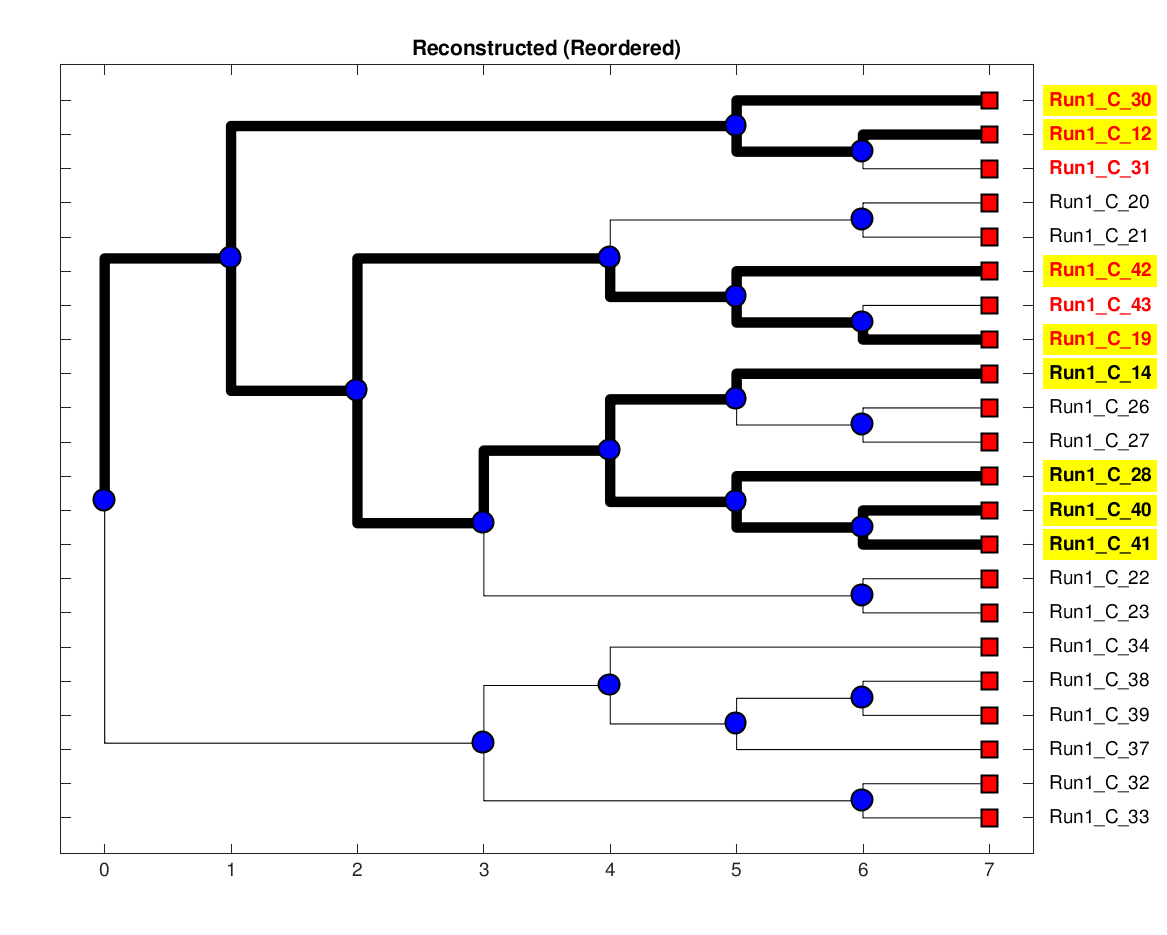 Reconstructed (Reordered)
Run1_C_30
Run1_C_12
Run1_C_31
Run1_C_20
Run1_C_21
Run1_C_42
Run1_C_43
Run1_C_19
Run1_C_14
Run1_C_26
Run1_C_27
Run1_C_28
Run1_C_40
Run1_C_41
Run1_C_22
Run1_C_23
Run1_C_34
Run1_C_38
Run1_C_39
Run1_C_37
Run1_C_32
Run1_C_33
0 1 2 3 4 5 6 7